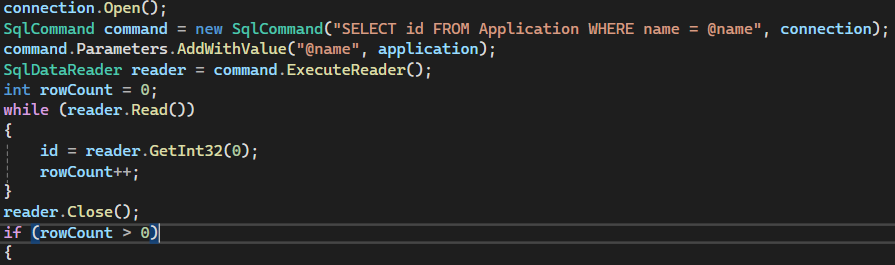 connection.Open();
SqlCommand command = new SqlCommand("SELECT id FROM Application WHERE name = @name", connection);
command.Parameters.AddWithValue("@name", application);
SqlDataReader reader = command.ExecuteReader();
int rowCount = 0;
while (reader.Read())
{
    id = reader.GetInt32(0);
    rowCount++;
}
reader.Close();
if (rowCount > 0)
{